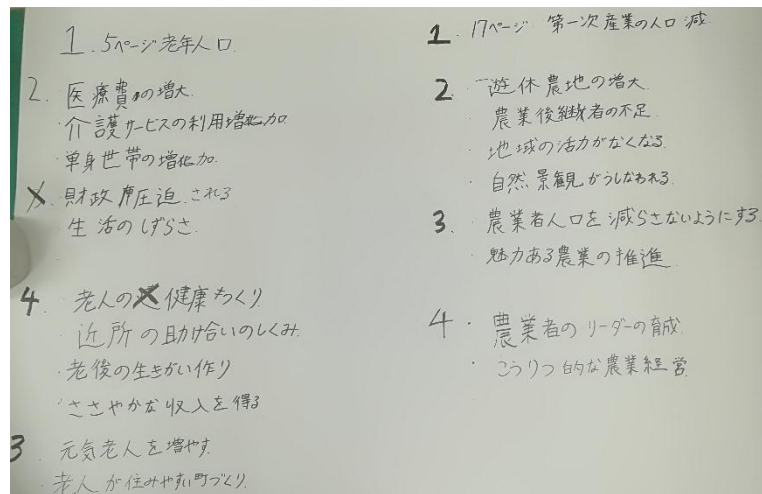 1. 5ページ 老年人口
2. 医療費の増大.
介護サービスの利用増加
単身世帯の増加.
財政圧迫される
生活のしずらさ.
4 老人の健康づくり
近所の助け合いのしくみ.
老後の生きがい作り
・ささやかな収入を得る
3. 元気老人を増やす.
老人が住みやすい町づくり.
1. 17ページ 第一次産業の人口減.
2. 遊休農地の増大.
・農業後継者の不足
・地域の活力がなくなる.
・自然景観がうしなわれる.
3. 農業者人口を減らさないようにする.
魅力ある農業の推進
4・農業者のリーダーの育成.
・こうりつ的な農業経営